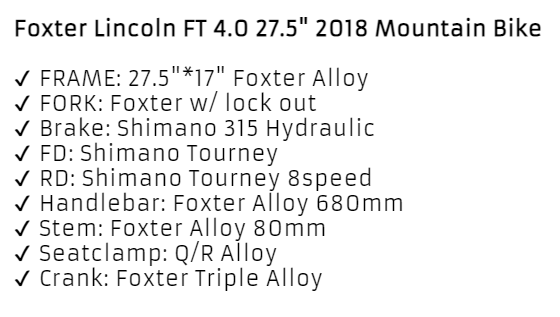 Foxter Lincoln FT 4.0 27.5" 2018 Mountain Bike
✓ FRAME: 27.5"*17" Foxter Alloy
✓ FORK: Foxter w/ lock out
✓ Brake: Shimano 315 Hydraulic
✓ FD: Shimano Tourney
✓ RD: Shimano Tourney 8speed
✓ Handlebar: Foxter Alloy 680mm
✓ Stem: Foxter Alloy 80mm
✓ Seatclamp: Q/R Alloy
✓ Crank: Foxter Triple Alloy